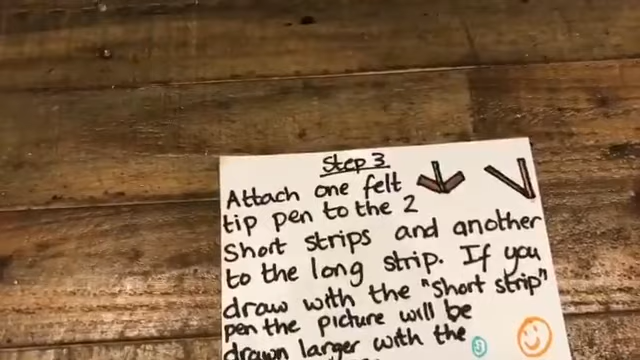 Step 3
Attach one felt
tip pen to the 2
Short strips and another
to the long strip. If you
draw with the "Short strip"
pen the picture will be
drawn larger with the